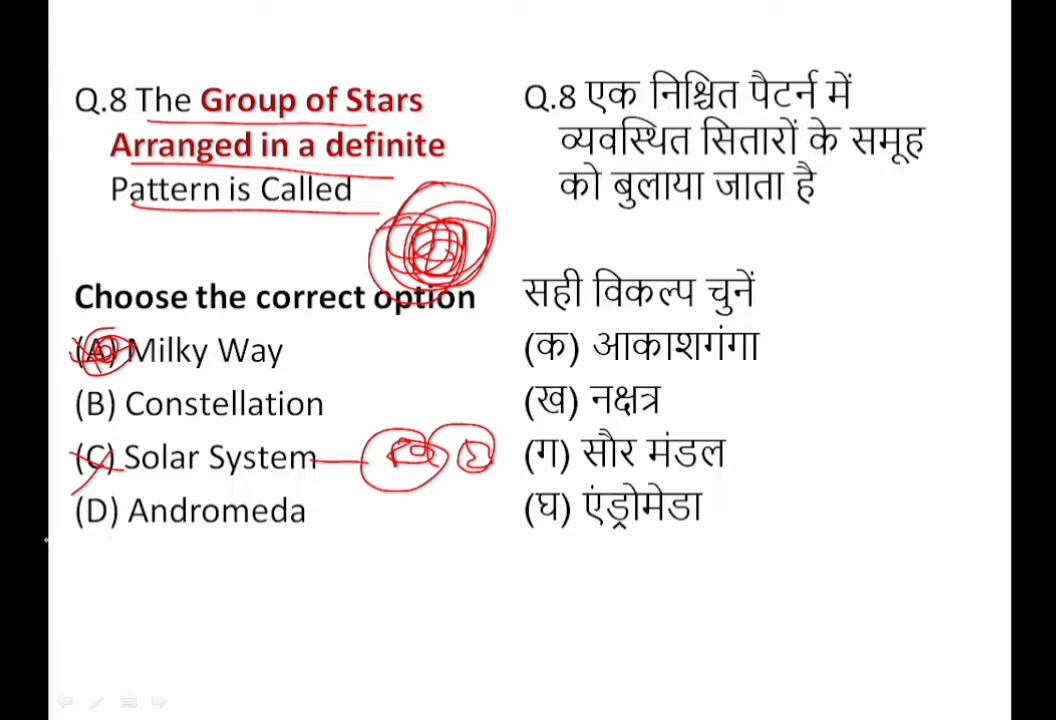 Q.8 The Group of Stars
Arranged in a definite
Pattern is Called
Choose the correct option
(A) Milky Way
(B) Constellation
(C) Solar System
(D) Andromeda
Q.8 एक निश्चित पैटर्न में
व्यवस्थित सितारों के समूह
को बुलाया जाता है
सही विकल्प चुनें
(क) आकाशगंगा
(ख) नक्षत्र
(ग) सौर मंडल
(घ) एंड्रोमेडा